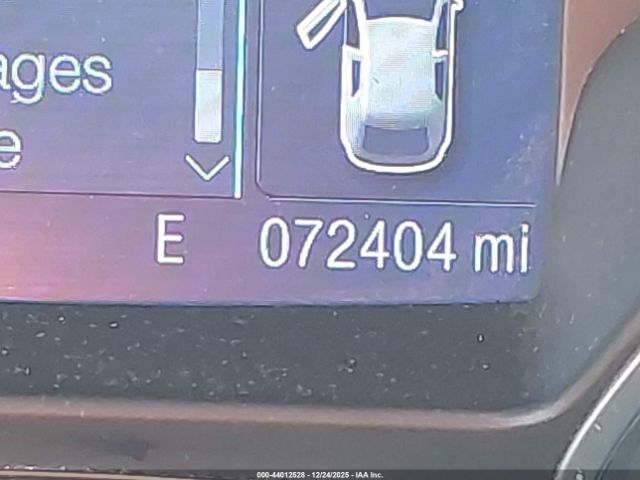 ages
e
E 072404 mi
000-44012528 - 12/24/2025 - IAA Inc.